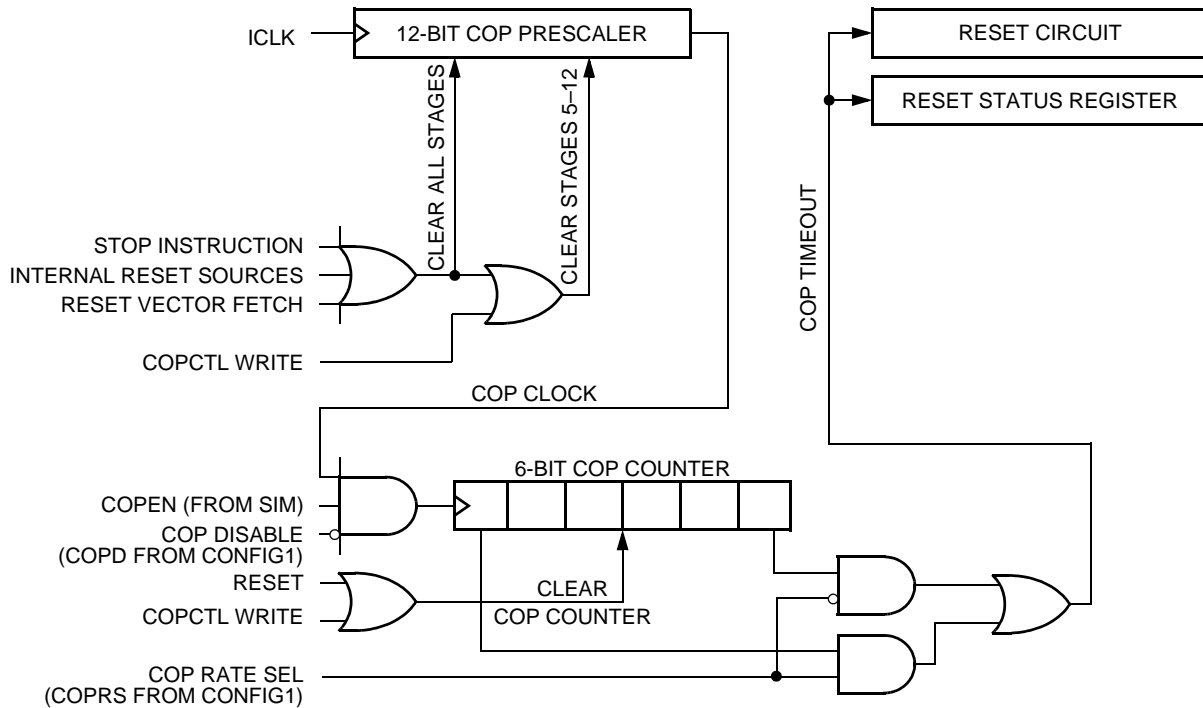 ICLK
12-BIT COP PRESCALER
RESET CIRCUIT
RESET STATUS REGISTER
CLEAR ALL STAGES
CLEAR STAGES 5–12
COP TIMEOUT
STOP INSTRUCTION
INTERNAL RESET SOURCES
RESET VECTOR FETCH
COPCTL WRITE
COP CLOCK
6-BIT COP COUNTER
COPEN (FROM SIM)
COP DISABLE
(COPD FROM CONFIG1)
RESET
COPCTL WRITE
CLEAR
COP COUNTER
COP RATE SEL
(COPRS FROM CONFIG1)